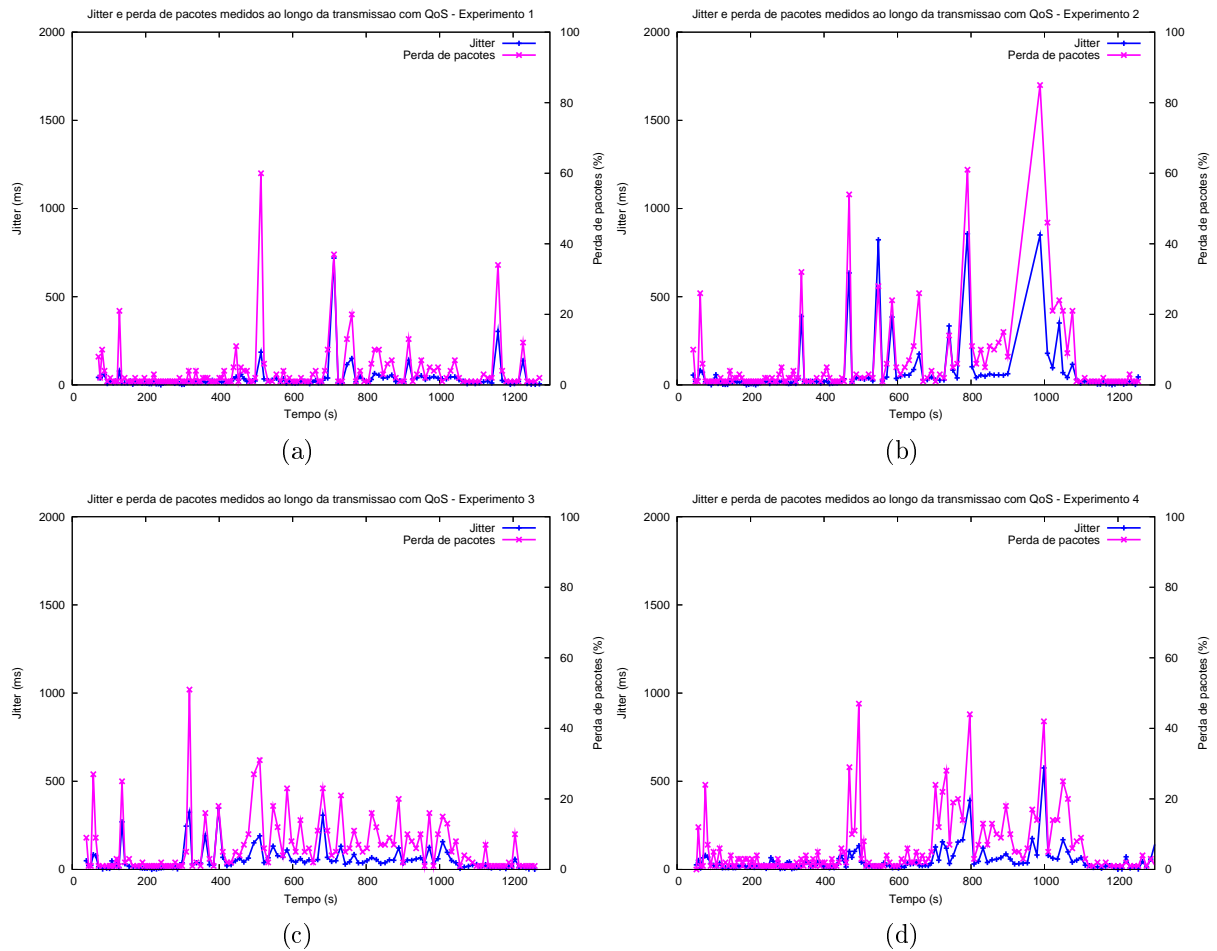 Jitter e perda de pacotes medidos ao longo da transmissao com QoS - Experimento 1
2000
1500
1000
500
0
100
80
60
40
20
0
0 200 400 600 800 1000 1200
Jitter (ms)
Perda de pacotes (%)
Tempo (s)
Jitter
Perda de pacotes
(a)
Jitter e perda de pacotes medidos ao longo da transmissao com QoS - Experimento 2
2000
1500
1000
500
0
100
80
60
40
20
0
0 200 400 600 800 1000 1200
Jitter (ms)
Perda de pacotes (%)
Tempo (s)
Jitter
Perda de pacotes
(b)
Jitter e perda de pacotes medidos ao longo da transmissao com QoS - Experimento 3
2000
1500
1000
500
0
100
80
60
40
20
0
0 200 400 600 800 1000 1200
Jitter (ms)
Perda de pacotes (%)
Tempo (s)
Jitter
Perda de pacotes
(c)
Jitter e perda de pacotes medidos ao longo da transmissao com QoS - Experimento 4
2000
1500
1000
500
0
100
80
60
40
20
0
0 200 400 600 800 1000 1200
Jitter (ms)
Perda de pacotes (%)
Tempo (s)
Jitter
Perda de pacotes
(d)